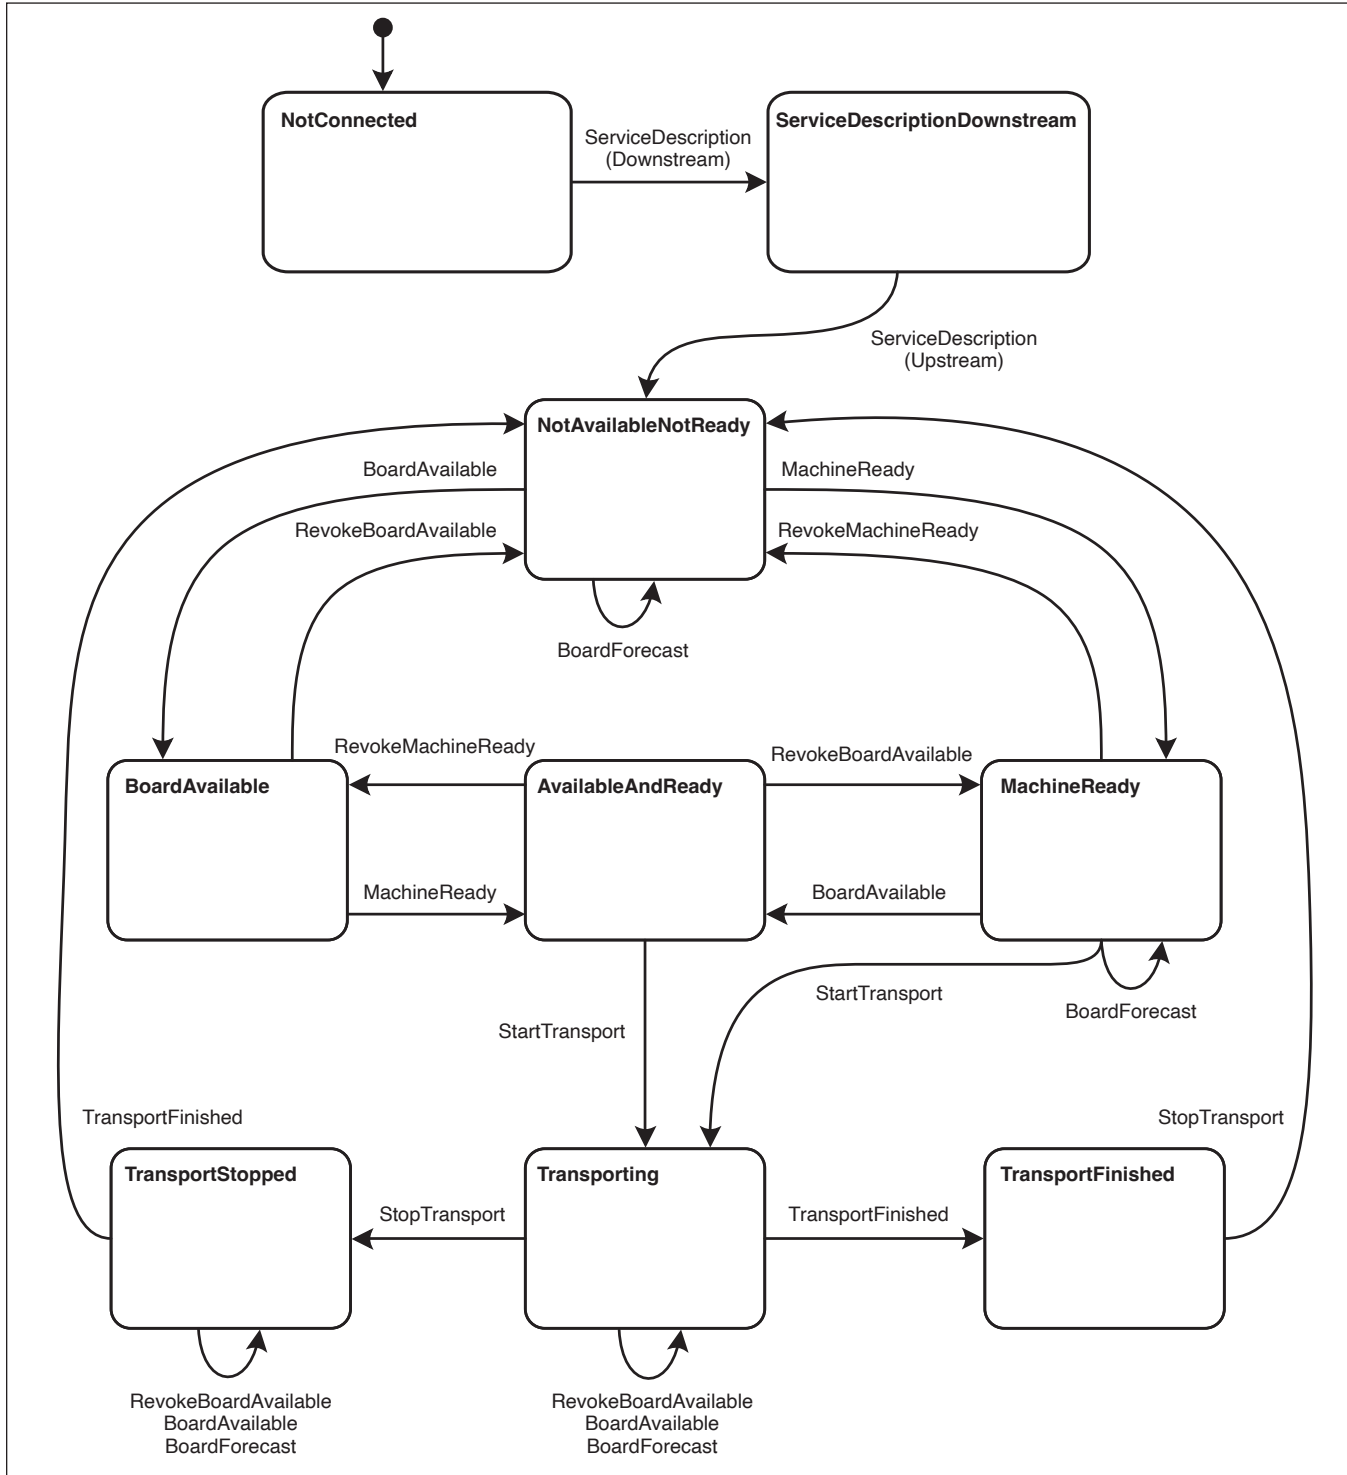 NotConnected
ServiceDescription
(Downstream)
ServiceDescriptionDownstream
ServiceDescription
(Upstream)
NotAvailableNotReady
BoardAvailable
MachineReady
RevokeBoardAvailable
RevokeMachineReady
BoardForecast
BoardAvailable
RevokeMachineReady
AvailableAndReady
RevokeBoardAvailable
MachineReady
MachineReady
BoardAvailable
StartTransport
StartTransport
BoardForecast
TransportFinished
StopTransport
TransportStopped
StopTransport
Transporting
TransportFinished
TransportFinished
RevokeBoardAvailable
BoardAvailable
BoardForecast
RevokeBoardAvailable
BoardAvailable
BoardForecast